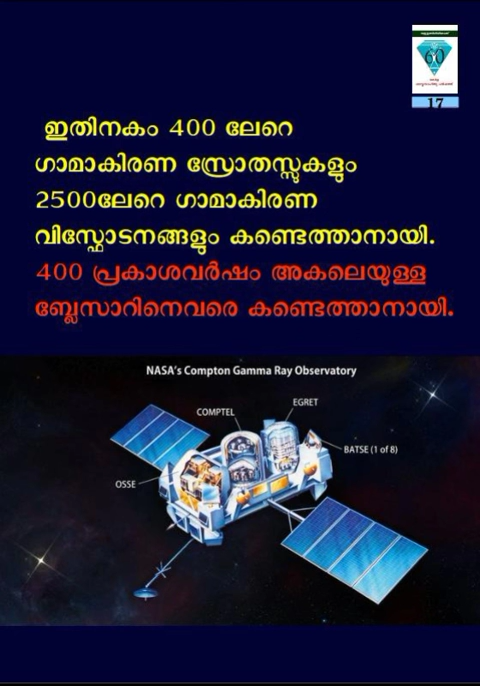 60
17
ഇതിനകം 400 ലേറെ
ഗാമാകിരണ സ്രോതസ്സുകളും
2500ലേറെ ഗാമാകിരണ
വിസ്ഫോടനങ്ങളും കണ്ടെത്താനായി.
400 പ്രകാശവർഷം അകലെയുള്ള
ബ്ലേസാറിനെവരെ കണ്ടെത്താനായി.
NASA's Compton Gamma Ray Observatory
EGRET
COMPTEL
BATSE (1 of 8)
OSSE